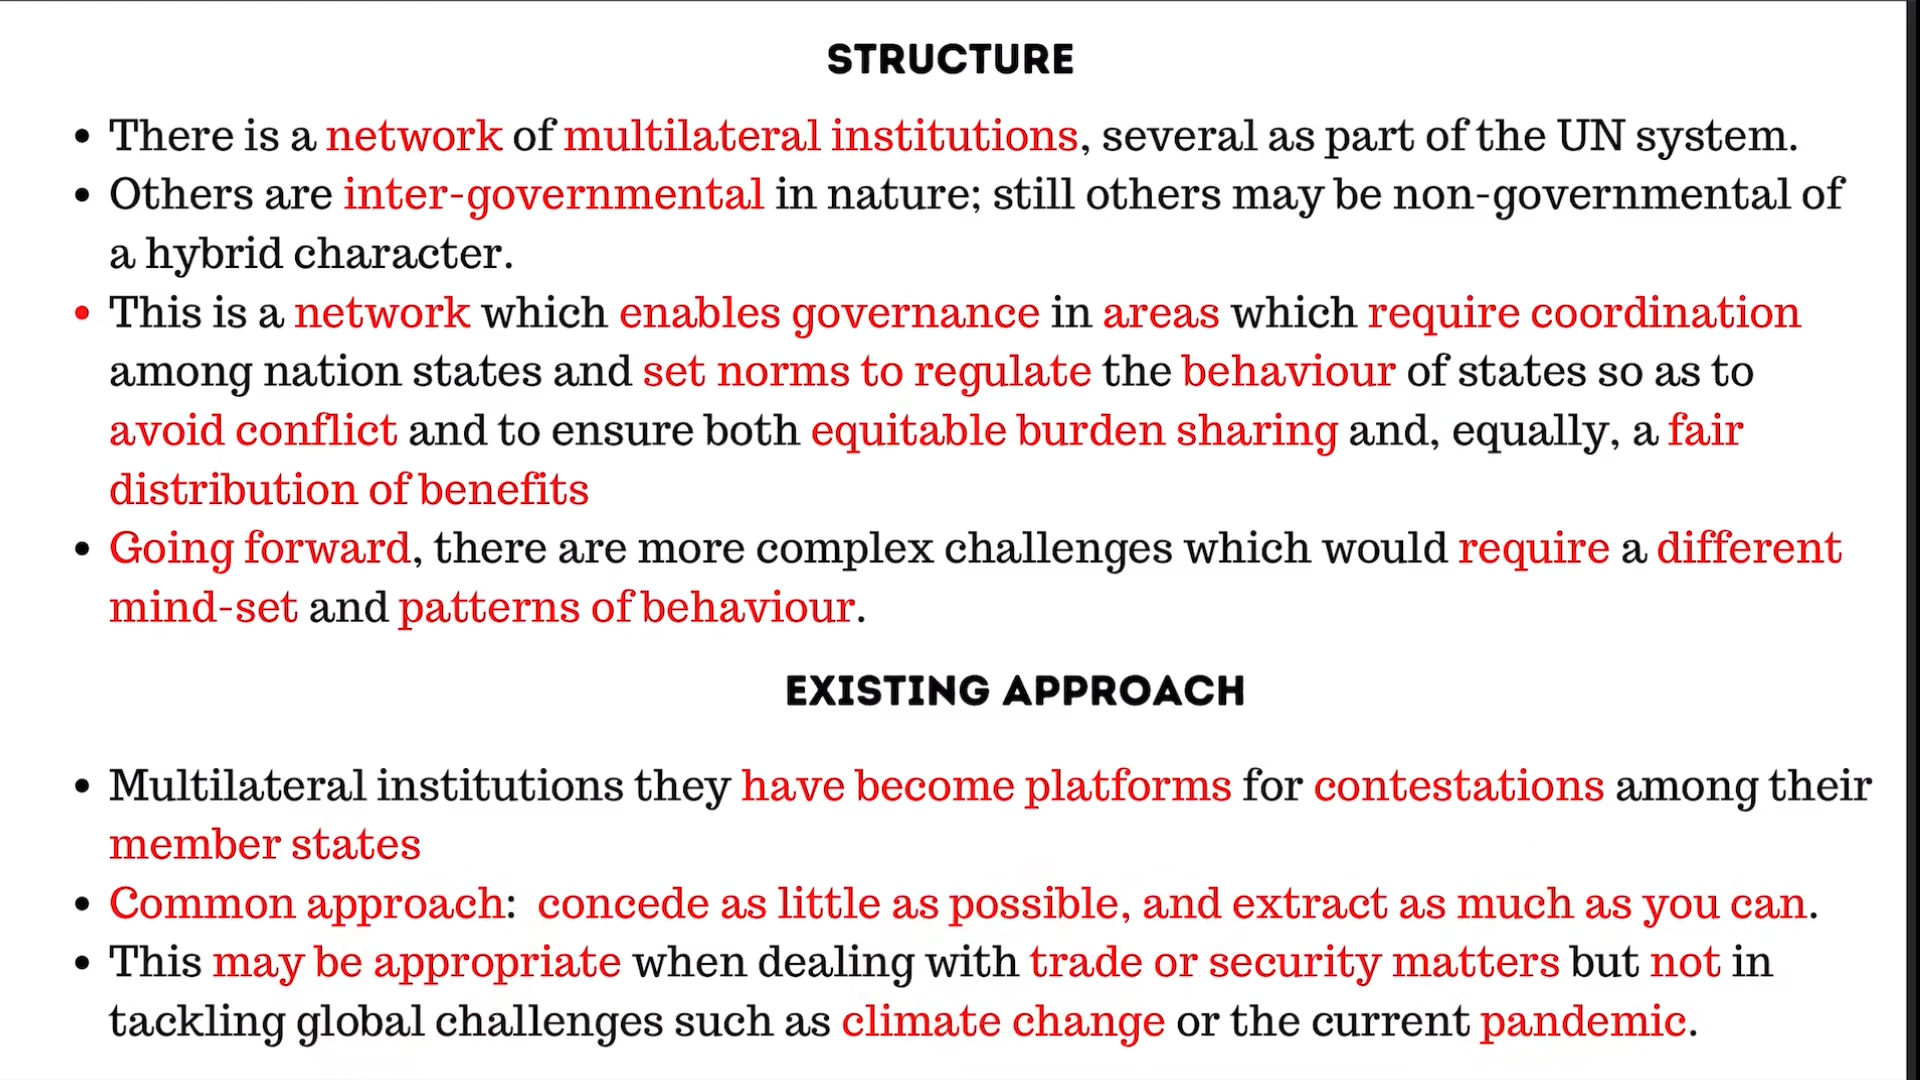 STRUCTURE
• There is a network of multilateral institutions, several as part of the UN system.
• Others are inter-governmental in nature; still others may be non-governmental of
a hybrid character.
• This is a network which enables governance in areas which require coordination
among nation states and set norms to regulate the behaviour of states so as to
avoid conflict and to ensure both equitable burden sharing and, equally, a fair
distribution of benefits
• Going forward, there are more complex challenges which would require a different
mind-set and patterns of behaviour.
EXISTING APPROACH
• Multilateral institutions they have become platforms for contestations among their
member states
• Common approach: concede as little as possible, and extract as much as you can.
• This may be appropriate when dealing with trade or security matters but not in
tackling global challenges such as climate change or the current pandemic.